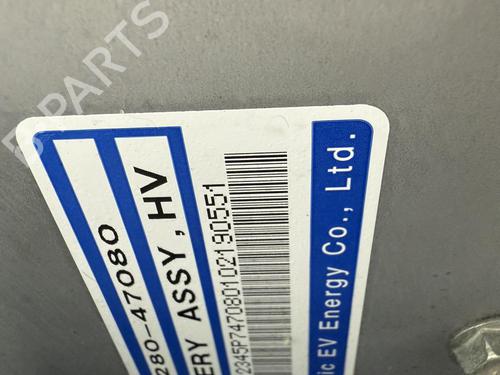 B-PARTS
280-47080
ERY ASSY, HV
2345P7470801021905​51
ic EV Energy Co., Ltd.